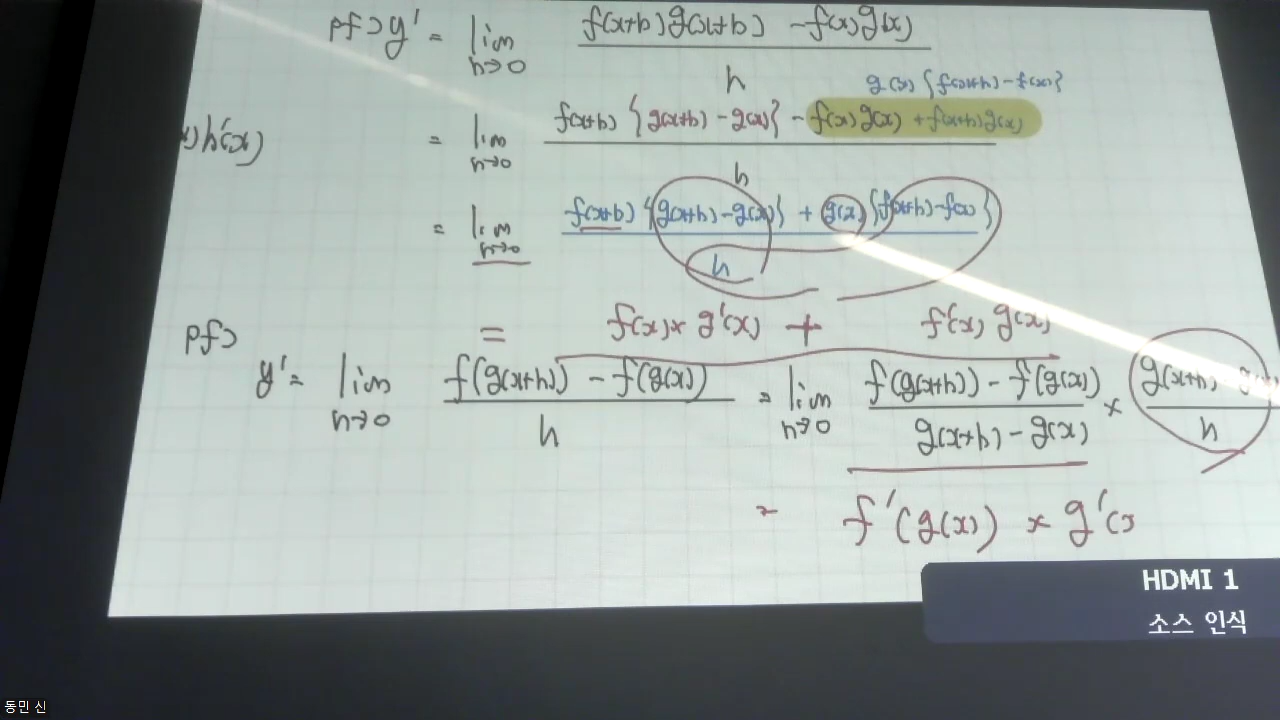 pf) y' = lim h→0 f(x+h)g(x+h) - f(x)g(x) / h
g(x) {f(x+h) - f(x)}
)h'(x)
= lim h→0 f(x+h) {g(x+h) - g(x)} - f(x)g(x) + f(x+h)g(x) / h
= lim h→0 f(x+h) {g(x+h) - g(x)} + g(x) {f(x+h) - f(x)} / h
= f(x) × g'(x) + f'(x) g(x)
pf)
y' = lim h→0 f(g(x+h)) - f(g(x)) / h = lim h→0 f(g(x+h)) - f(g(x)) / g(x+h) - g(x) × g(x+h) / h
= f'(g(x)) × g'(x
HDMI 1
소스 인식
동민 신